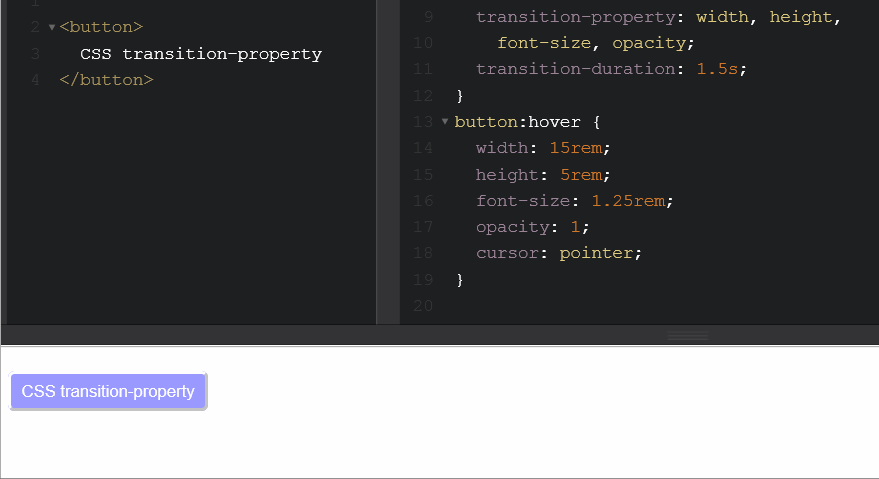 1
2 <button>
3 CSS transition-property
4 </button>
9 transition-property: width, height,
10 font-size, opacity;
11 transition-duration: 1.5s;
12 }
13 button:hover {
14 width: 15rem;
15 height: 5rem;
16 font-size: 1.25rem;
17 opacity: 1;
18 cursor: pointer;
19 }
20
CSS transition-property